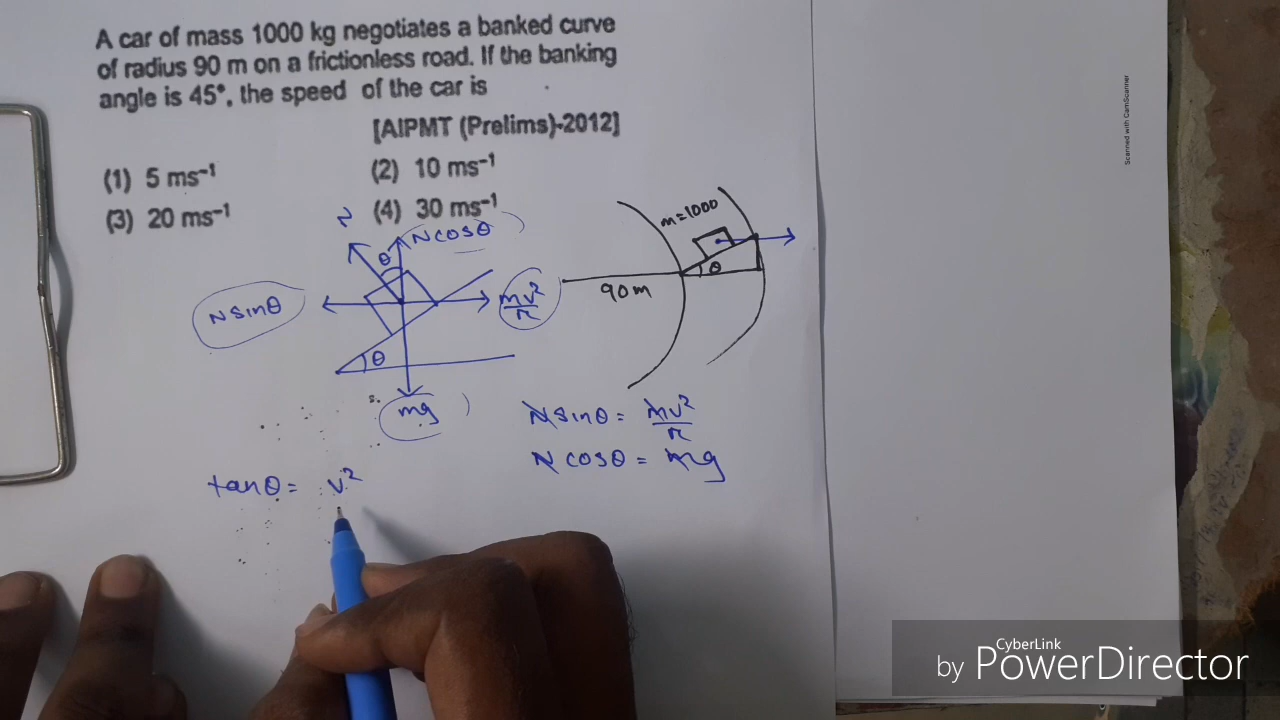 A car of mass 1000 kg negotiates a banked curve
of radius 90 m on a frictionless road. If the banking
angle is 45°, the speed of the car is
[AIPMT (Prelims)-2012]
(1) 5 ms⁻¹ (2) 10 ms⁻¹
(3) 20 ms⁻¹ (4) 30 ms⁻¹
N
θ
N cosθ
N sinθ
mv²/r
θ
mg
m=1000
θ
90m
N sinθ = mv²/r
N cosθ = mg
tanθ = v²
Scanned with CamScanner
CyberLink
by PowerDirector